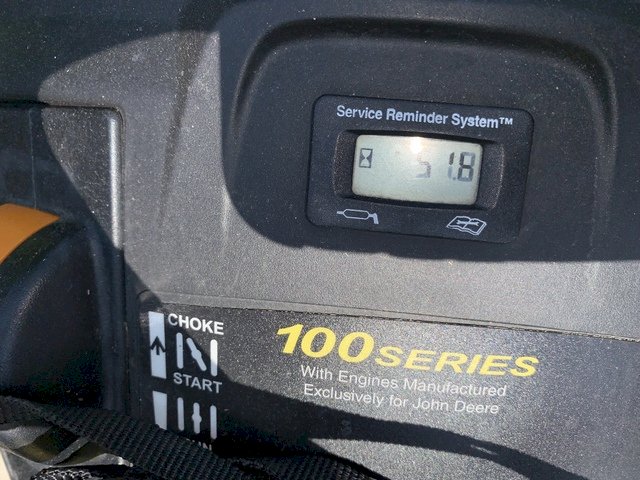 Service Reminder System™
51.8
CHOKE
START
100 SERIES
With Engines Manufactured
Exclusively for John Deere